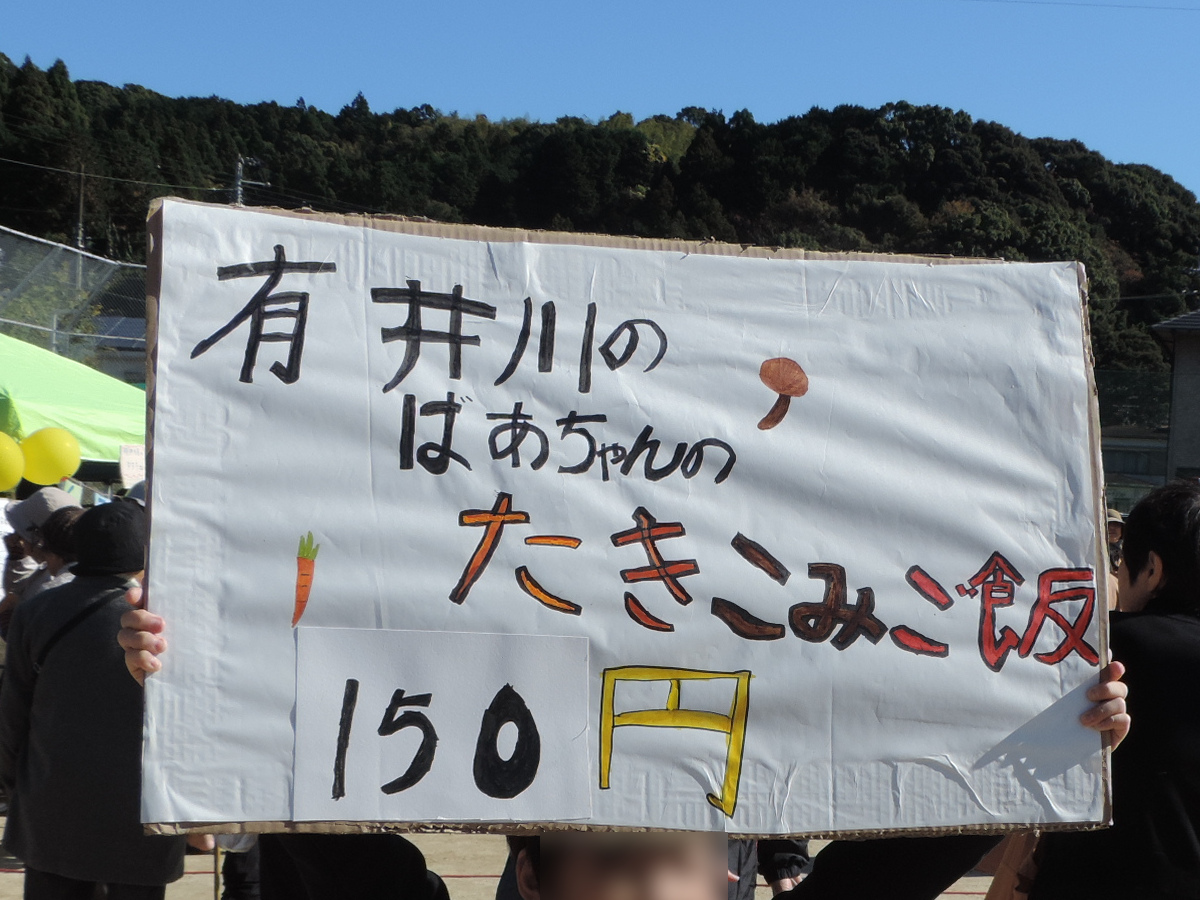 有井川の
ばあちゃんの
たきこみご飯
150円